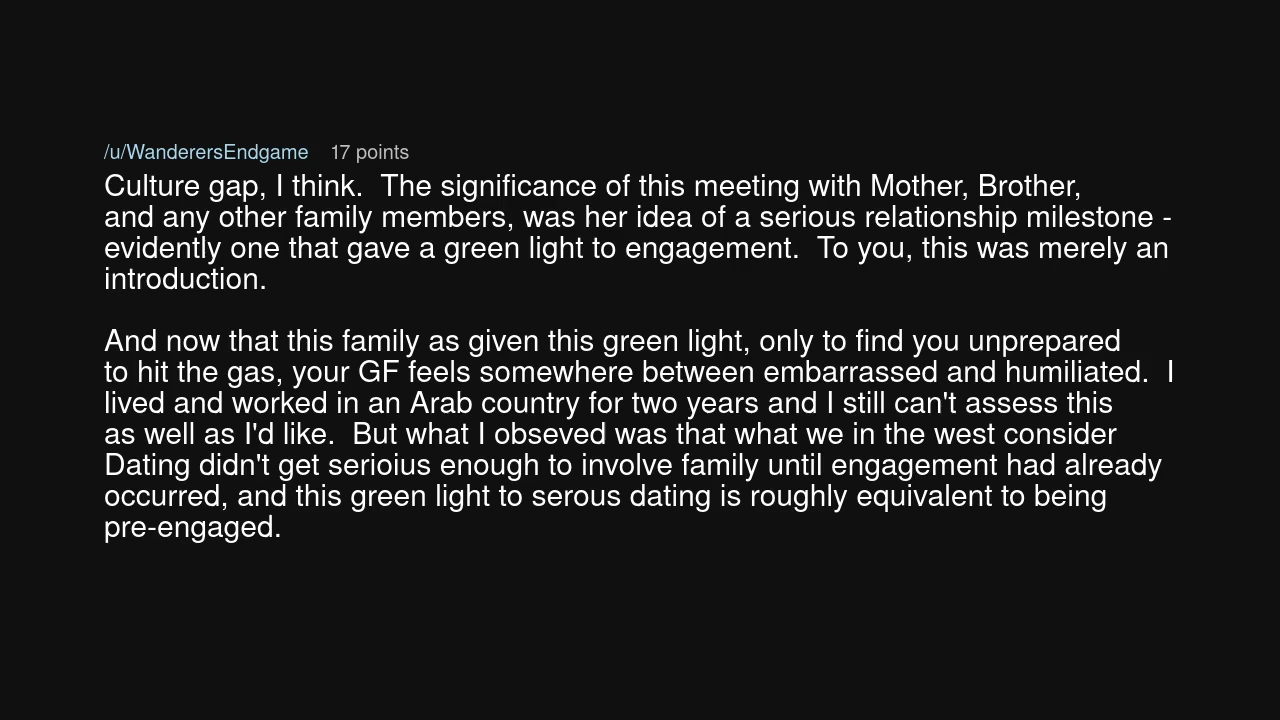 /u/WanderersEndgame 17 points
Culture gap, I think.  The significance of this meeting with Mother, Brother,
and any other family members, was her idea of a serious relationship milestone -
evidently one that gave a green light to engagement.  To you, this was merely an
introduction.

And now that this family as given this green light, only to find you unprepared
to hit the gas, your GF feels somewhere between embarrassed and humiliated.  I
lived and worked in an Arab country for two years and I still can't assess this
as well as I'd like.  But what I obseved was that what we in the west consider
Dating didn't get serioius enough to involve family until engagement had already
occurred, and this green light to serous dating is roughly equivalent to being
pre-engaged.